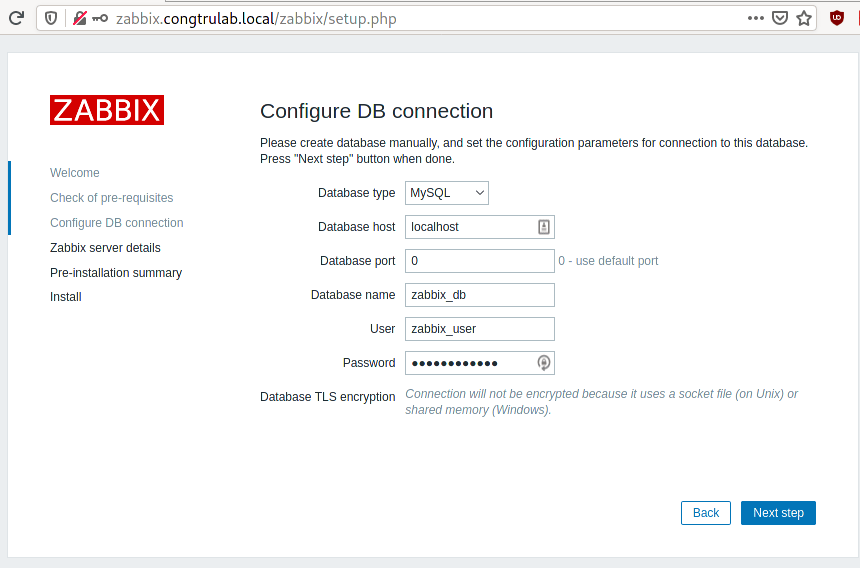 zabbix.congtrulab.local/zabbix/setup.php
ZABBIX
Welcome
Check of pre-requisites
Configure DB connection
Zabbix server details
Pre-installation summary
Install
Configure DB connection
Please create database manually, and set the configuration parameters for connection to this database.
Press "Next step" button when done.
Database type MySQL
Database host localhost
Database port 0 0 - use default port
Database name zabbix_db
User zabbix_user
Password ●●●●●●●●●●●●
Database TLS encryption Connection will not be encrypted because it uses a socket file (on Unix) or
shared memory (Windows).
Back Next step